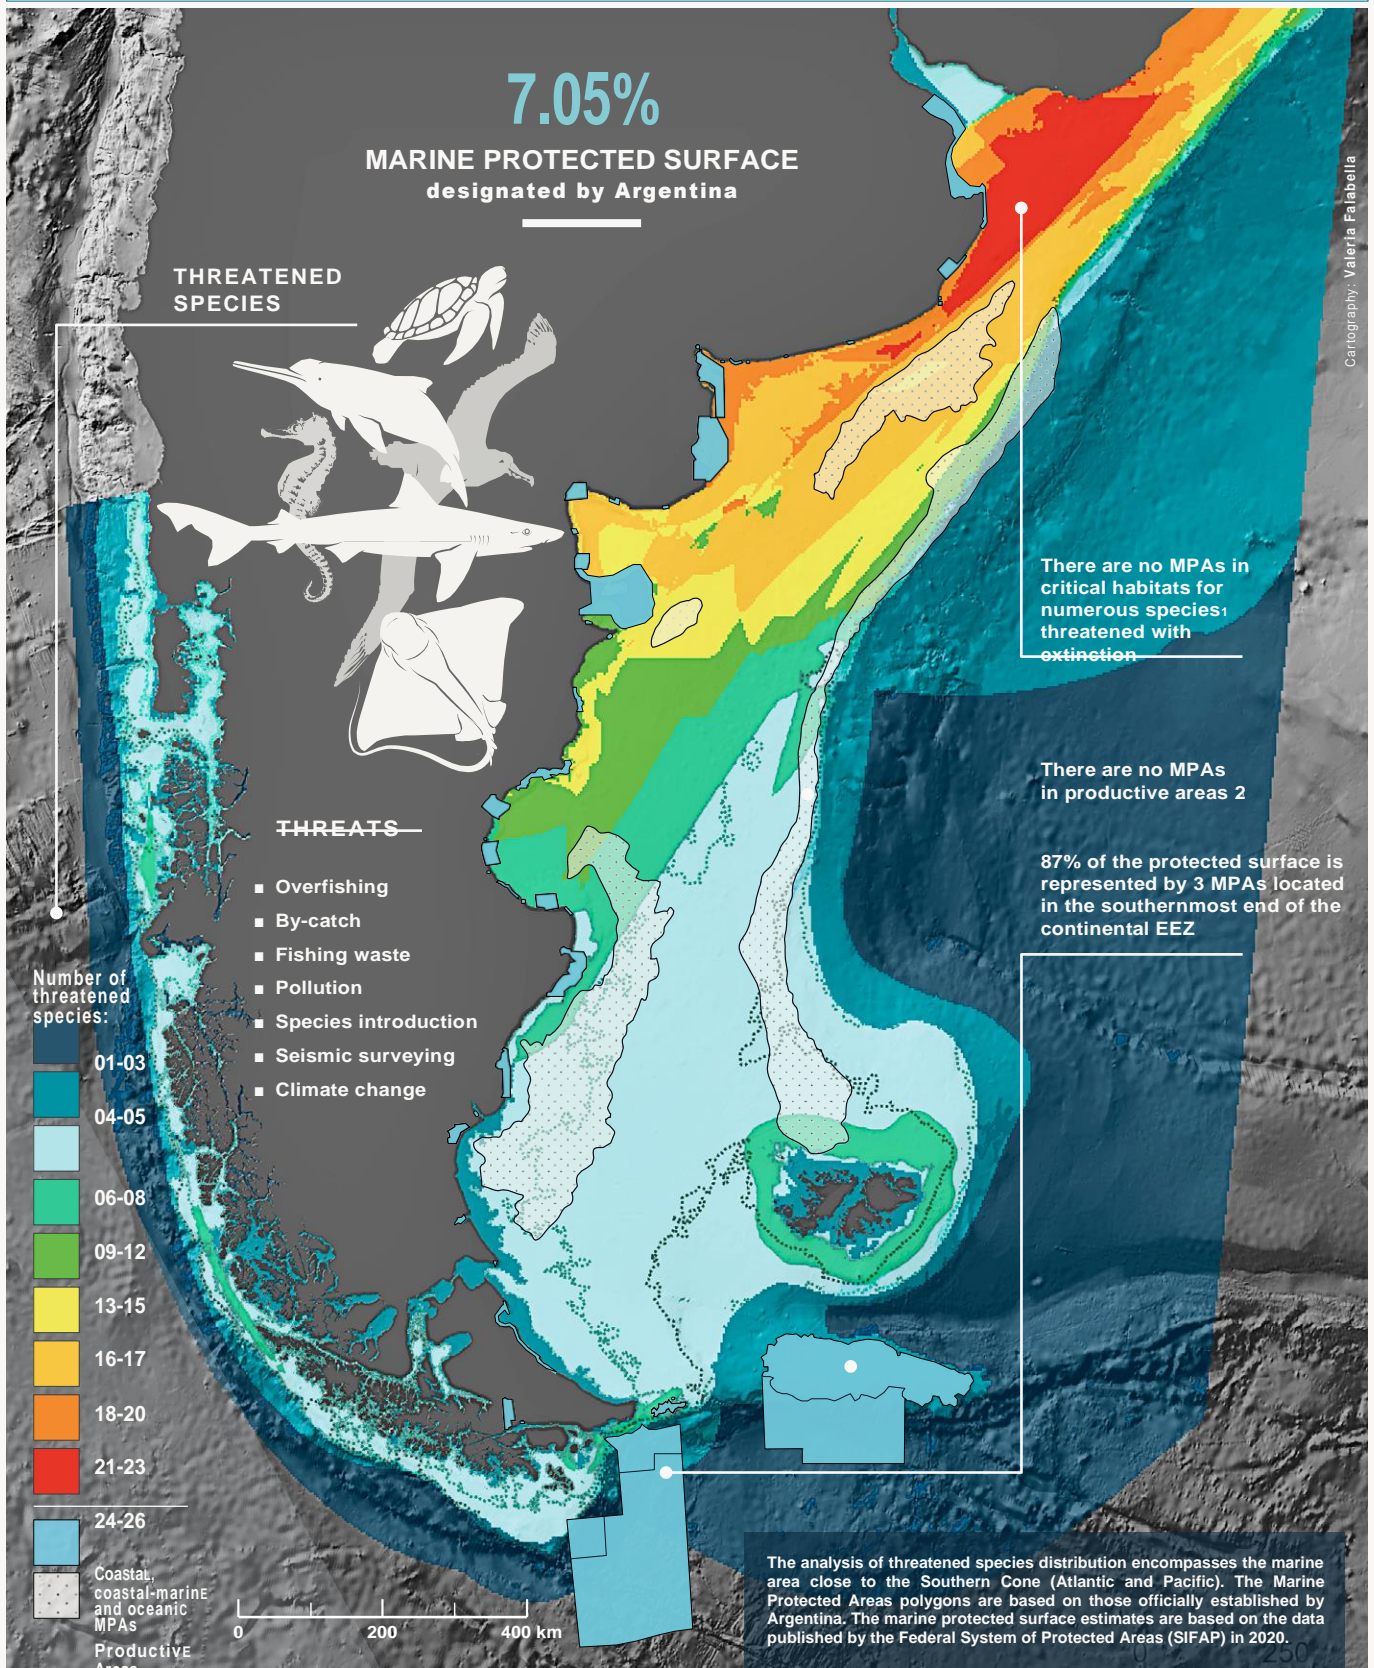 7.05%
MARINE PROTECTED SURFACE
designated by Argentina
Cartography: Valeria Falabella
THREATENED
SPECIES
There are no MPAs in
critical habitats for
numerous species1
threatened with
extinction
There are no MPAs
in productive areas 2
87% of the protected surface is
represented by 3 MPAs located
in the southernmost end of the
continental EEZ
THREATS
▪ Overfishing
▪ By-catch
▪ Fishing waste
▪ Pollution
▪ Species introduction
▪ Seismic surveying
▪ Climate change
Number of
threatened
species:
01-03
04-05
06-08
09-12
13-15
16-17
18-20
21-23
24-26
Coastal,
coastal-marinE
and oceanic
MPAs
ProductivE
Areas
0 200 400 km
The analysis of threatened species distribution encompasses the marine
area close to the Southern Cone (Atlantic and Pacific). The Marine
Protected Areas polygons are based on those officially established by
Argentina. The marine protected surface estimates are based on the data
published by the Federal System of Protected Areas (SIFAP) in 2020.
0 250